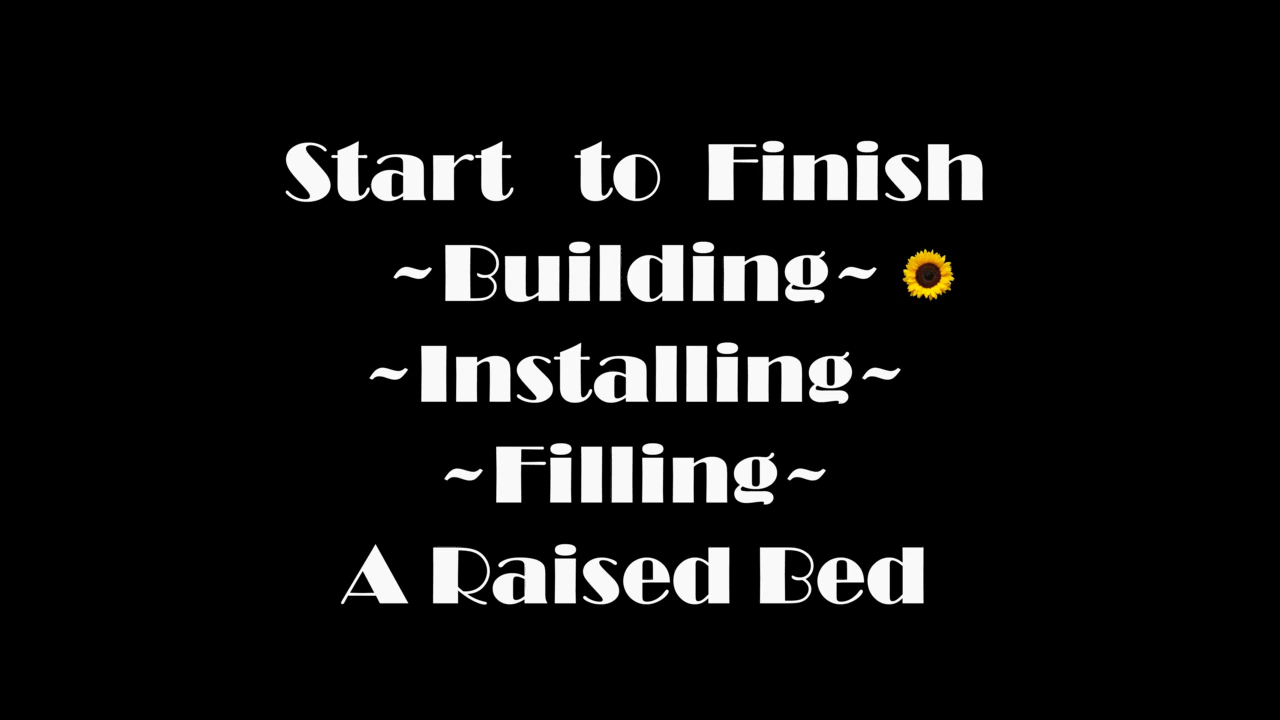 Start to Finish
~Building~ 🌻
~Installing~
~Filling~
A Raised Bed